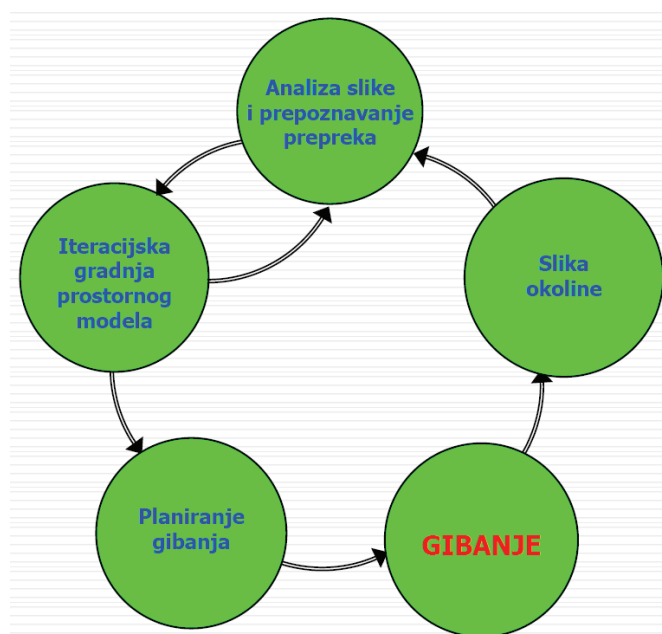 Analiza slike
i prepoznavanje
prepreka
Iteracijska
gradnja
prostornog
modela
Slika
okoline
Planiranje
gibanja
GIBANJE